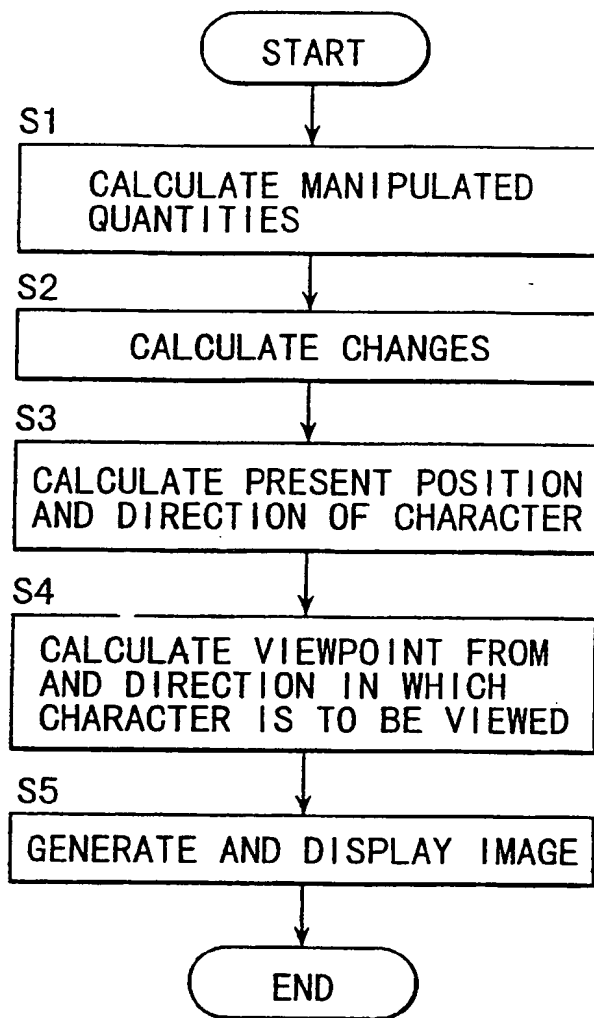 START
S1
CALCULATE MANIPULATED
QUANTITIES
S2
CALCULATE CHANGES
S3
CALCULATE PRESENT POSITION
AND DIRECTION OF CHARACTER
S4
CALCULATE VIEWPOINT FROM
AND DIRECTION IN WHICH
CHARACTER IS TO BE VIEWED
S5
GENERATE AND DISPLAY IMAGE
END